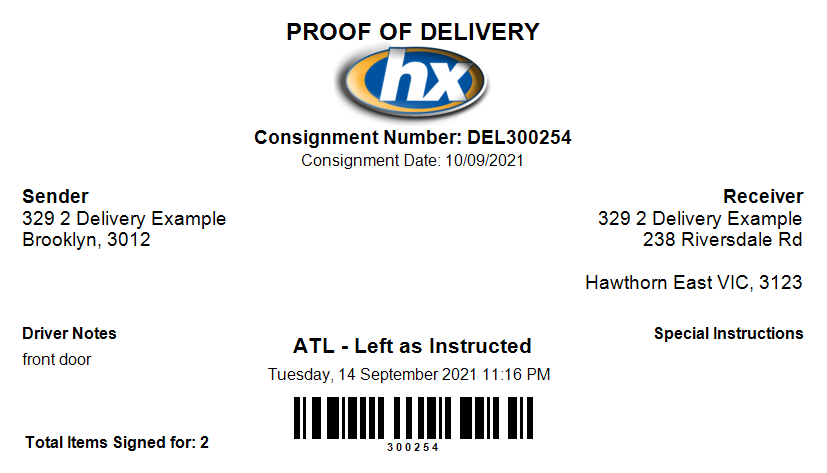 PROOF OF DELIVERY
hx
Consignment Number: DEL300254
Consignment Date: 10/09/2021
Sender
329 2 Delivery Example
Brooklyn, 3012
Receiver
329 2 Delivery Example
238 Riversdale Rd
Hawthorn East VIC, 3123
Driver Notes
front door
ATL - Left as Instructed
Tuesday, 14 September 2021 11:16 PM
300254
Special Instructions
Total Items Signed for: 2